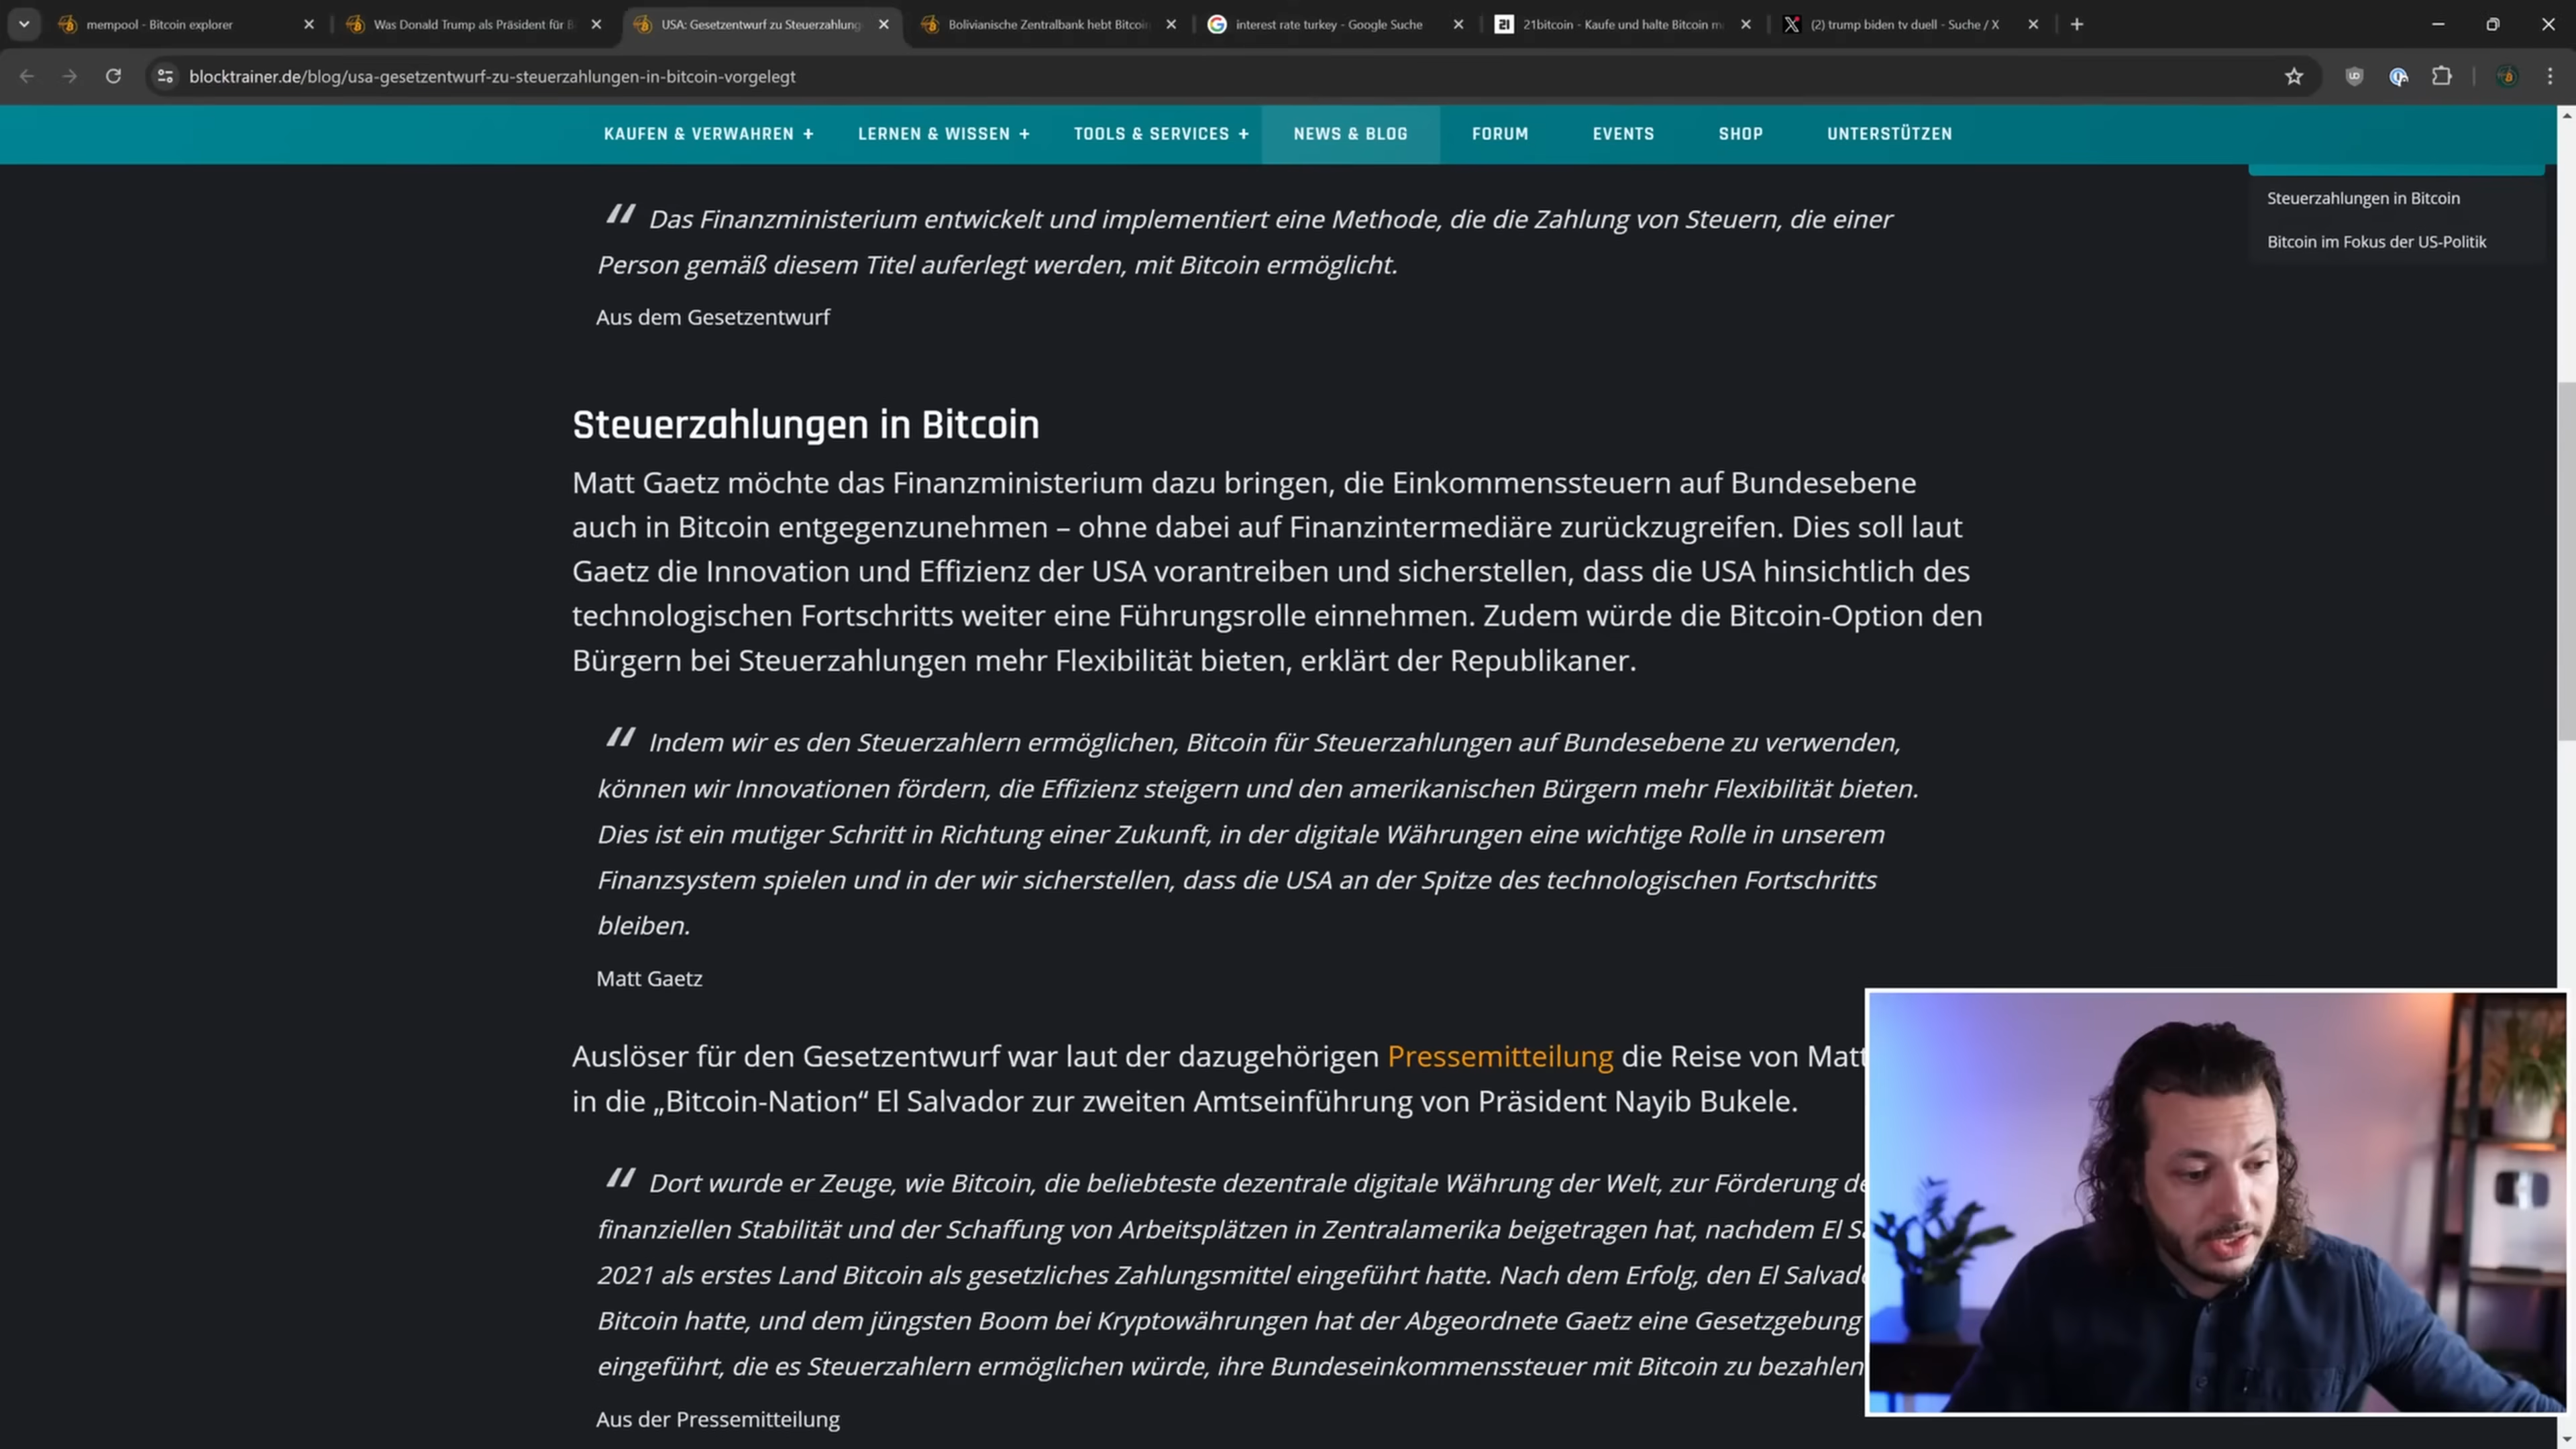 mempool - Bitcoin explorer
Was Donald Trump als Präsident für B
USA: Gesetzentwurf zu Steuerzahlung
Bolivianische Zentralbank hebt Bitcoin
interest rate turkey - Google Suche
21bitcoin - Kaufe und halte Bitcoin m
(2) trump biden tv duell - Suche / X
blocktrainer.de/blog/usa-gesetzentwurf-zu-steuerzahlungen-in-bitcoin-vorgelegt
KAUFEN & VERWAHREN +
LERNEN & WISSEN +
TOOLS & SERVICES +
NEWS & BLOG
FORUM
EVENTS
SHOP
UNTERSTÜTZEN
Steuerzahlungen in Bitcoin
Bitcoin im Fokus der US-Politik
“ Das Finanzministerium entwickelt und implementiert eine Methode, die die Zahlung von Steuern, die einer
Person gemäß diesem Titel auferlegt werden, mit Bitcoin ermöglicht.
Aus dem Gesetzentwurf
Steuerzahlungen in Bitcoin
Matt Gaetz möchte das Finanzministerium dazu bringen, die Einkommenssteuern auf Bundesebene
auch in Bitcoin entgegenzunehmen – ohne dabei auf Finanzintermediäre zurückzugreifen. Dies soll laut
Gaetz die Innovation und Effizienz der USA vorantreiben und sicherstellen, dass die USA hinsichtlich des
technologischen Fortschritts weiter eine Führungsrolle einnehmen. Zudem würde die Bitcoin-Option den
Bürgern bei Steuerzahlungen mehr Flexibilität bieten, erklärt der Republikaner.
“ Indem wir es den Steuerzahlern ermöglichen, Bitcoin für Steuerzahlungen auf Bundesebene zu verwenden,
können wir Innovationen fördern, die Effizienz steigern und den amerikanischen Bürgern mehr Flexibilität bieten.
Dies ist ein mutiger Schritt in Richtung einer Zukunft, in der digitale Währungen eine wichtige Rolle in unserem
Finanzsystem spielen und in der wir sicherstellen, dass die USA an der Spitze des technologischen Fortschritts
bleiben.
Matt Gaetz
Auslöser für den Gesetzentwurf war laut der dazugehörigen Pressemitteilung die Reise von Matt
in die „Bitcoin-Nation“ El Salvador zur zweiten Amtseinführung von Präsident Nayib Bukele.
“ Dort wurde er Zeuge, wie Bitcoin, die beliebteste dezentrale digitale Währung der Welt, zur Förderung de
finanziellen Stabilität und der Schaffung von Arbeitsplätzen in Zentralamerika beigetragen hat, nachdem El Sa
2021 als erstes Land Bitcoin als gesetzliches Zahlungsmittel eingeführt hatte. Nach dem Erfolg, den El Salvado
Bitcoin hatte, und dem jüngsten Boom bei Kryptowährungen hat der Abgeordnete Gaetz eine Gesetzgebung
eingeführt, die es Steuerzahlern ermöglichen würde, ihre Bundeseinkommenssteuer mit Bitcoin zu bezahlen
Aus der Pressemitteilung